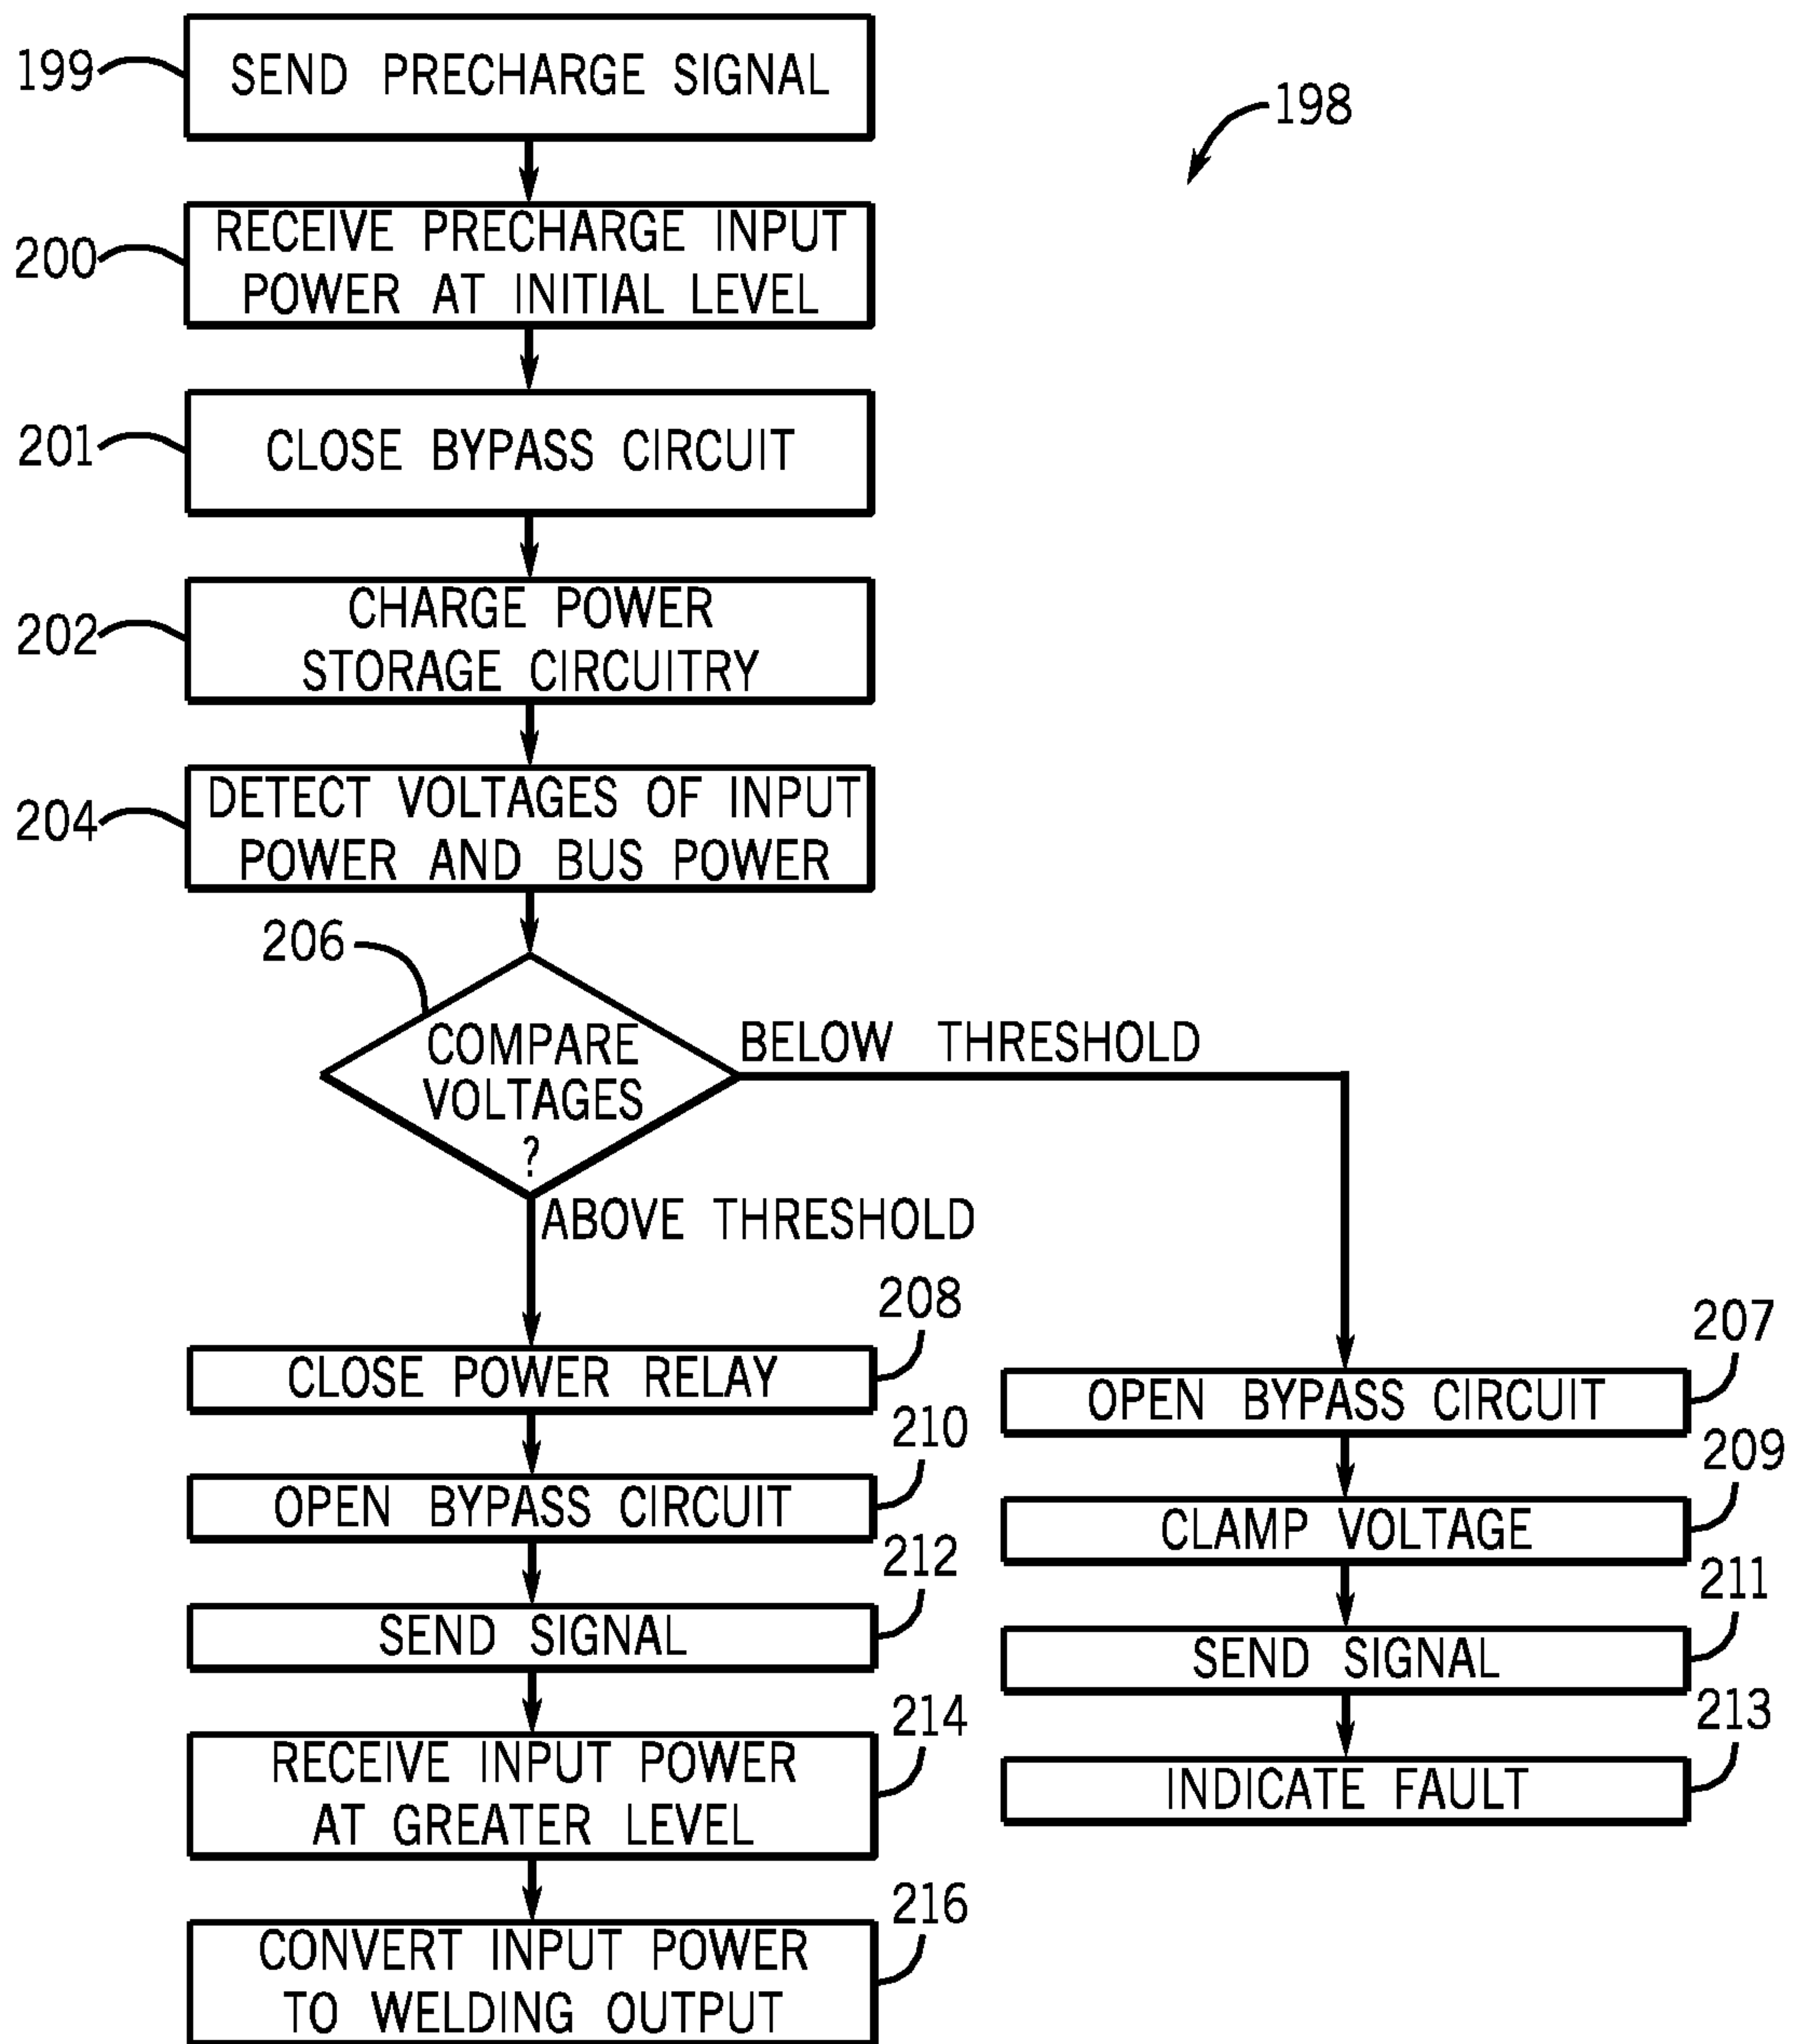 199
SEND PRECHARGE SIGNAL
198
200
RECEIVE PRECHARGE INPUT
POWER AT INITIAL LEVEL
201
CLOSE BYPASS CIRCUIT
202
CHARGE POWER
STORAGE CIRCUITRY
204
DETECT VOLTAGES OF INPUT
POWER AND BUS POWER
206
COMPARE
VOLTAGES
?
BELOW THRESHOLD
ABOVE THRESHOLD
208
CLOSE POWER RELAY
210
OPEN BYPASS CIRCUIT
212
SEND SIGNAL
214
RECEIVE INPUT POWER
AT GREATER LEVEL
216
CONVERT INPUT POWER
TO WELDING OUTPUT
207
OPEN BYPASS CIRCUIT
209
CLAMP VOLTAGE
211
SEND SIGNAL
213
INDICATE FAULT